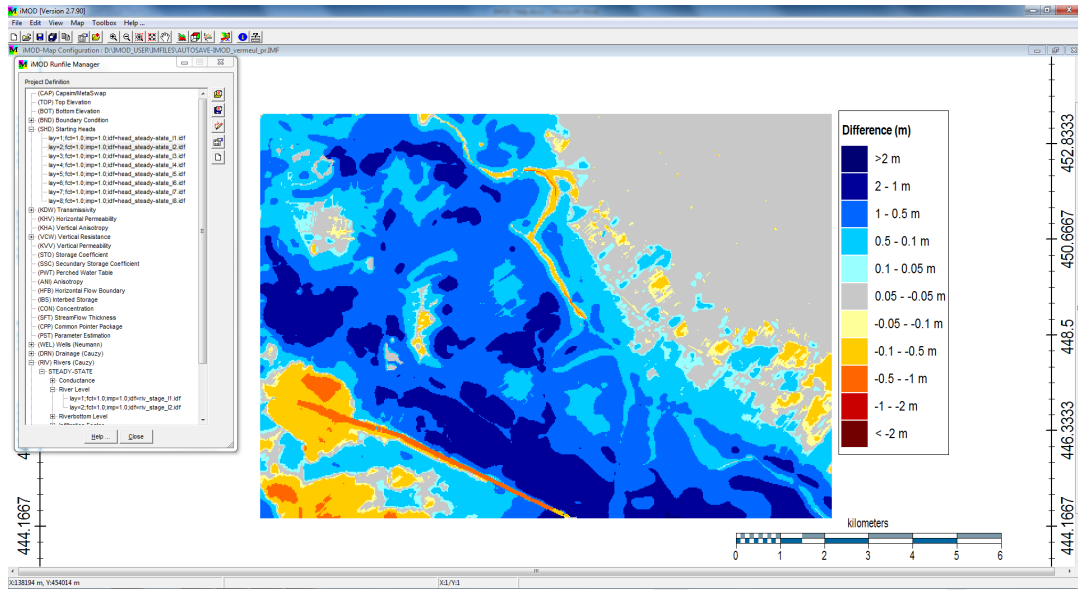 iMOD [Version 2.7.90]
File Edit View Map Toolbox Help ...
iMOD-Map Configuration : D:\IMOD_USER\IMFILES\AUTOSAVE-IMOD_vermeul_pr.IMF
iMOD Runfile Manager
Project Definition
(CAP) Capsim/MetaSwap
(TOP) Top Elevation
(BOT) Bottom Elevation
(BND) Boundary Condition
(SHD) Starting Heads
lay=1;fct=1.0;imp=1.0;idf=head_steady-state_l1.idf
lay=2;fct=1.0;imp=1.0;idf=head_steady-state_l2.idf
lay=3;fct=1.0;imp=1.0;idf=head_steady-state_l3.idf
lay=4;fct=1.0;imp=1.0;idf=head_steady-state_l4.idf
lay=5;fct=1.0;imp=1.0;idf=head_steady-state_l5.idf
lay=6;fct=1.0;imp=1.0;idf=head_steady-state_l6.idf
lay=7;fct=1.0;imp=1.0;idf=head_steady-state_l7.idf
lay=8;fct=1.0;imp=1.0;idf=head_steady-state_l8.idf
(KDW) Transmissivity
(KHV) Horizontal Permeability
(KHA) Vertical Anisotropy
(VCW) Vertical Resistance
(KVV) Vertical Permeability
(STO) Storage Coefficient
(SSC) Secundary Storage Coefficient
(PWT) Perched Water Table
(ANI) Anisotropy
(HFB) Horizontal Flow Boundary
(IBS) Interbed Storage
(CON) Concentration
(SFT) StreamFlow Thickness
(CPP) Common Pointer Package
(PST) Parameter Estimation
(WEL) Wells (Neumann)
(DRN) Drainage (Cauzy)
(RIV) Rivers (Cauzy)
STEADY-STATE
Conductance
River Level
lay=1;fct=1.0;imp=1.0;idf=riv_stage_l1.idf
lay=2;fct=1.0;imp=1.0;idf=riv_stage_l2.idf
Riverbottom Level
Help ... Close
Difference (m)
>2 m
2 - 1 m
1 - 0.5 m
0.5 - 0.1 m
0.1 - 0.05 m
0.05 - -0.05 m
-0.05 - -0.1 m
-0.1 - -0.5 m
-0.5 - -1 m
-1 - -2 m
< -2 m
452.8333
450.6667
448.5
446.3333
444.1667
444.1667
kilometers
0 1 2 3 4 5 6
X:138194 m, Y:454014 m
X:1/Y:1